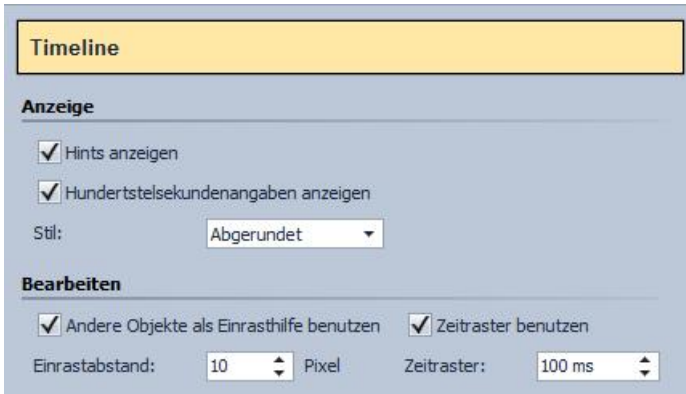 Timeline
Anzeige
Hints anzeigen
Hundertstelsekundenangaben anzeigen
Stil: Abgerundet
Bearbeiten
Andere Objekte als Einrasthilfe benutzen Zeitraster benutzen
Einrastabstand: 10 Pixel Zeitraster: 100 ms